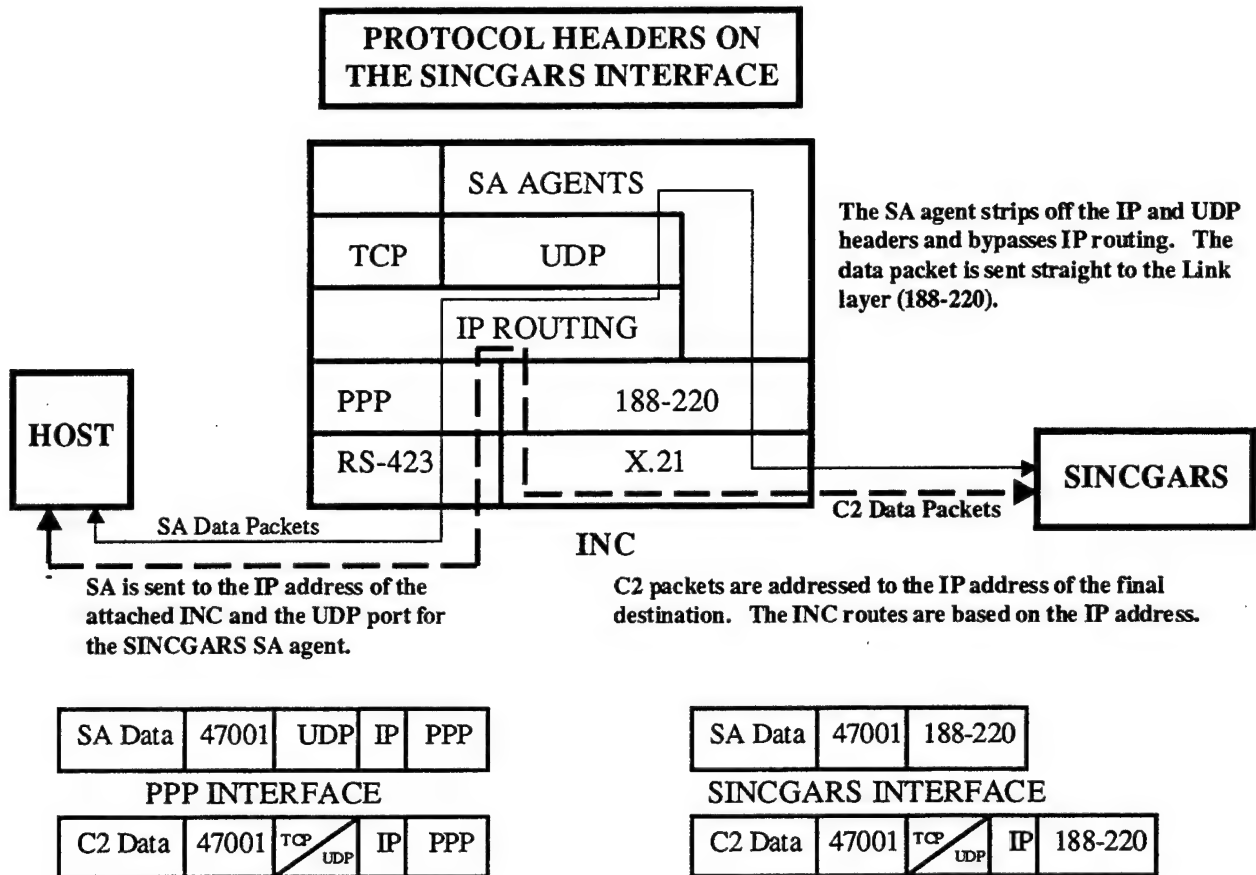 PROTOCOL HEADERS ON
THE SINCGARS INTERFACE
SA AGENTS
TCP
UDP
IP ROUTING
PPP
188-220
RS-423
X.21
INC
The SA agent strips off the IP and UDP
headers and bypasses IP routing. The
data packet is sent straight to the Link
layer (188-220).
HOST
SINCGARS
SA Data Packets
C2 Data Packets
SA is sent to the IP address of the
attached INC and the UDP port for
the SINCGARS SA agent.
C2 packets are addressed to the IP address of the final
destination. The INC routes are based on the IP address.
SA Data 47001 UDP IP PPP
PPP INTERFACE
C2 Data 47001 TCP UDP IP PPP
SA Data 47001 188-220
SINCGARS INTERFACE
C2 Data 47001 TCP UDP IP 188-220